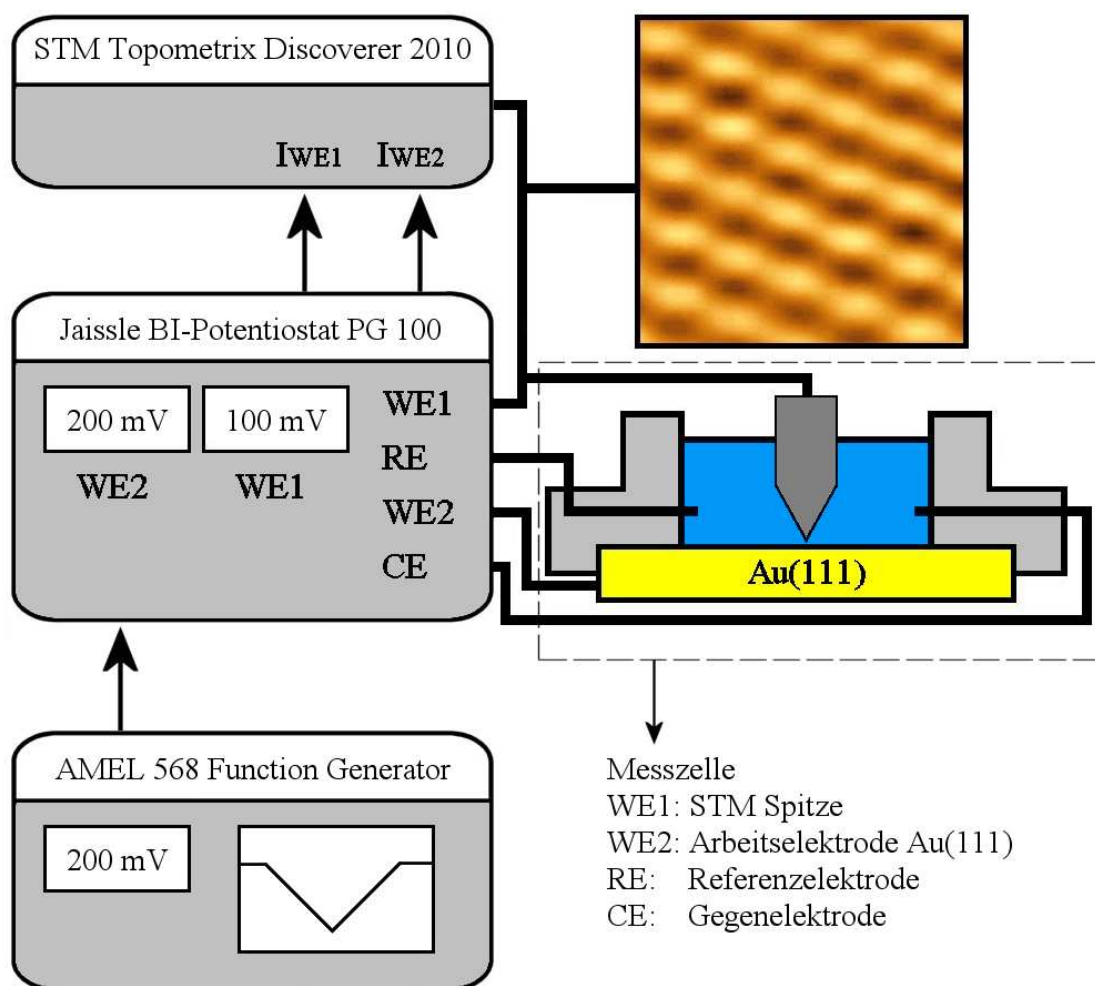 STM Topometrix Discoverer 2010
IWE1 IWE2
Jaissle BI-Potentiostat PG 100
200 mV 100 mV
WE2 WE1
WE1
RE
WE2
CE
Au(111)
AMEL 568 Function Generator
200 mV
Messzelle
WE1: STM Spitze
WE2: Arbeitselektrode Au(111)
RE: Referenzelektrode
CE: Gegenelektrode